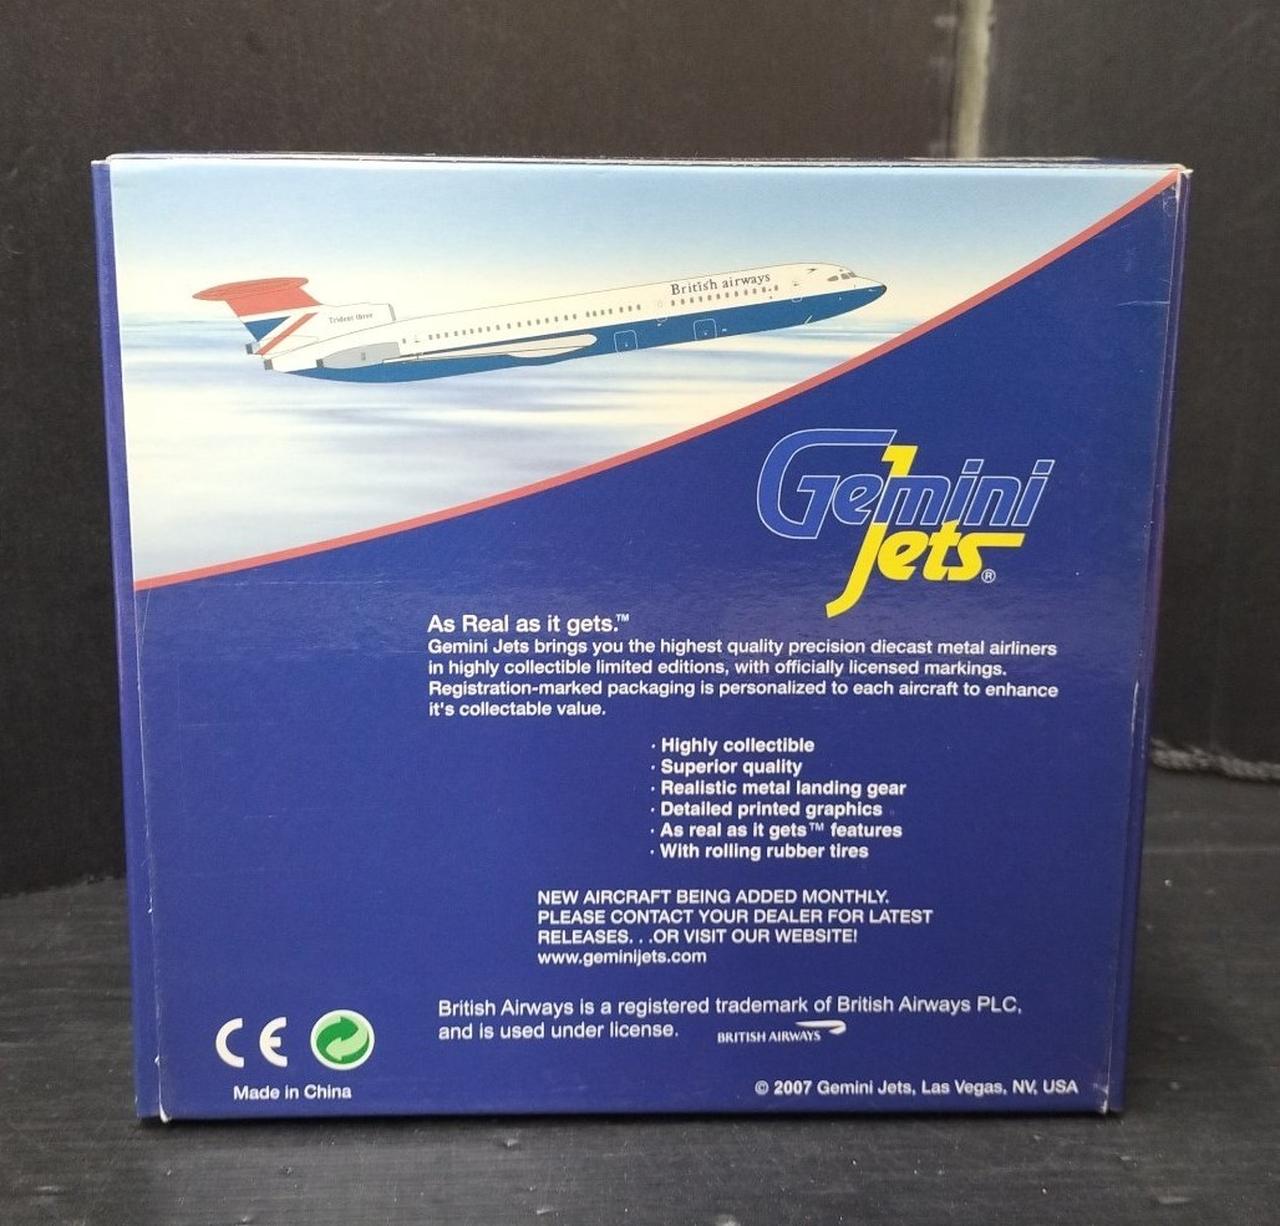 British airways
Trident three
Gemini
Jets®
As Real as it gets.™
Gemini Jets brings you the highest quality precision diecast metal airliners
in highly collectible limited editions, with officially licensed markings.
Registration-marked packaging is personalized to each aircraft to enhance
it's collectable value.
· Highly collectible
· Superior quality
· Realistic metal landing gear
· Detailed printed graphics
· As real as it gets™ features
· With rolling rubber tires
NEW AIRCRAFT BEING ADDED MONTHLY.
PLEASE CONTACT YOUR DEALER FOR LATEST
RELEASES. . .OR VISIT OUR WEBSITE!
www.geminijets.com
British Airways is a registered trademark of British Airways PLC,
and is used under license.
BRITISH AIRWAYS
CE
Made in China
© 2007 Gemini Jets, Las Vegas, NV, USA